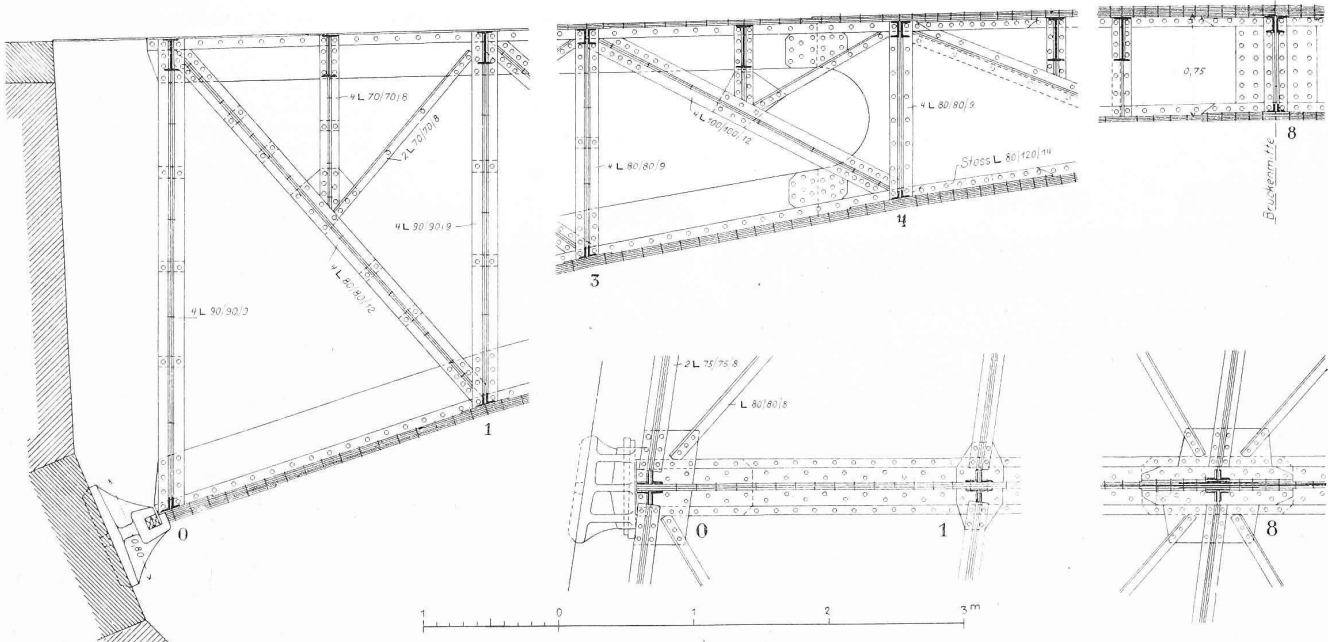 4 L 70/70/8
2 L 70/70/8
4 L 90/90/9
4 L 80/80/12
4 L 90/90/9
1
0,80
0
4 L 100/100/12
4 L 80/80/9
4 L 80/80/9
Stoss L 80/120/14
4
3
0,75
8
Brückenmitte
2 L 75/75/8
L 80/80/8
0
1
8
1
0
1
2
3 m